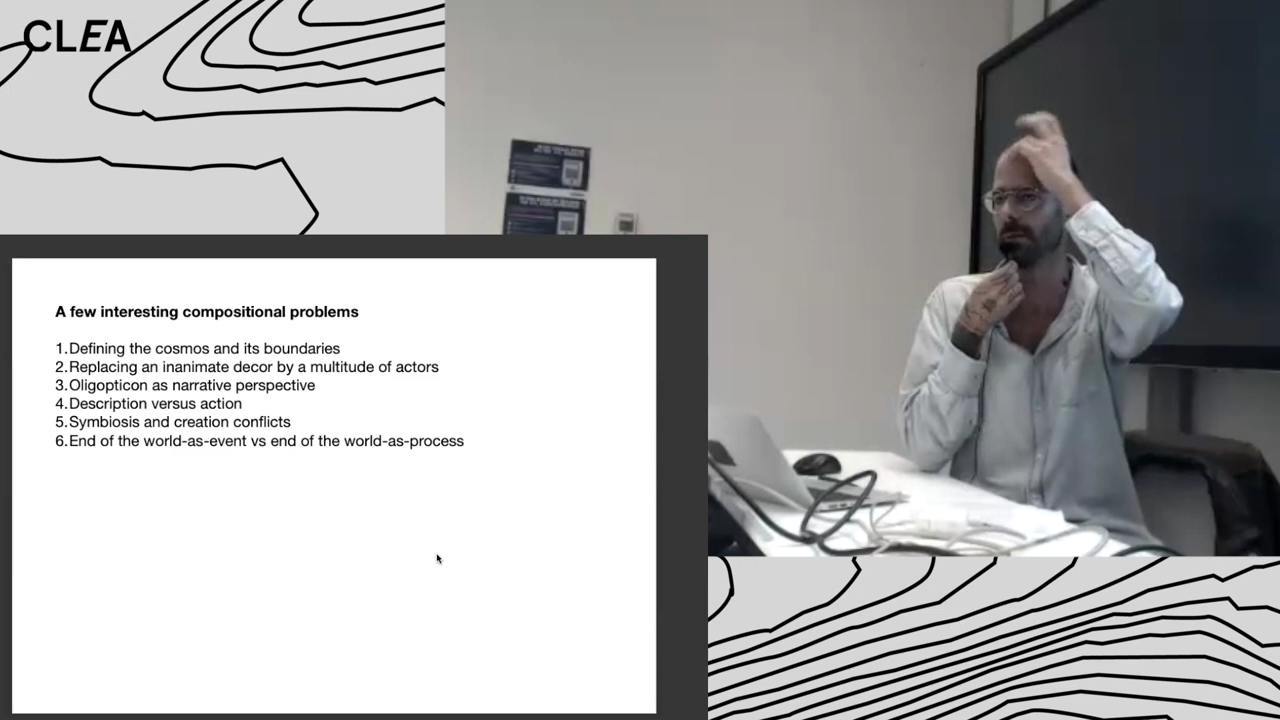 CLEA
A few interesting compositional problems
1.Defining the cosmos and its boundaries
2.Replacing an inanimate decor by a multitude of actors
3.Oligopticon as narrative perspective
4.Description versus action
5.Symbiosis and creation conflicts
6.End of the world-as-event vs end of the world-as-process